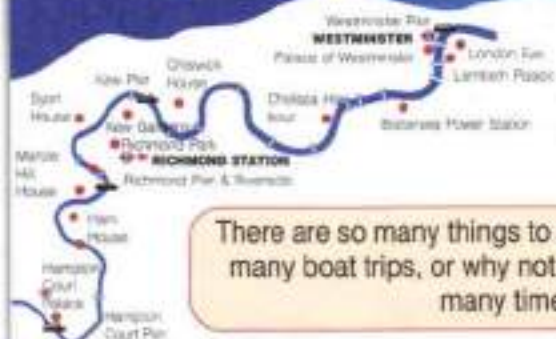 Westminster Pier
WESTMINSTER
Palace of Westminster
London Eye
Lambeth Palace
Chiswick
House
Kew Pier
Syon
House
Chelsea
Battersea Power Station
Kew Gardens
Richmond Park
RICHMOND STATION
Richmond Pier & Riverside
Marble
Hill
House
Ham
House
Hampton
Court
Palace
Hampton
Court Pier
There are so many things to
many boat trips, or why not
many time